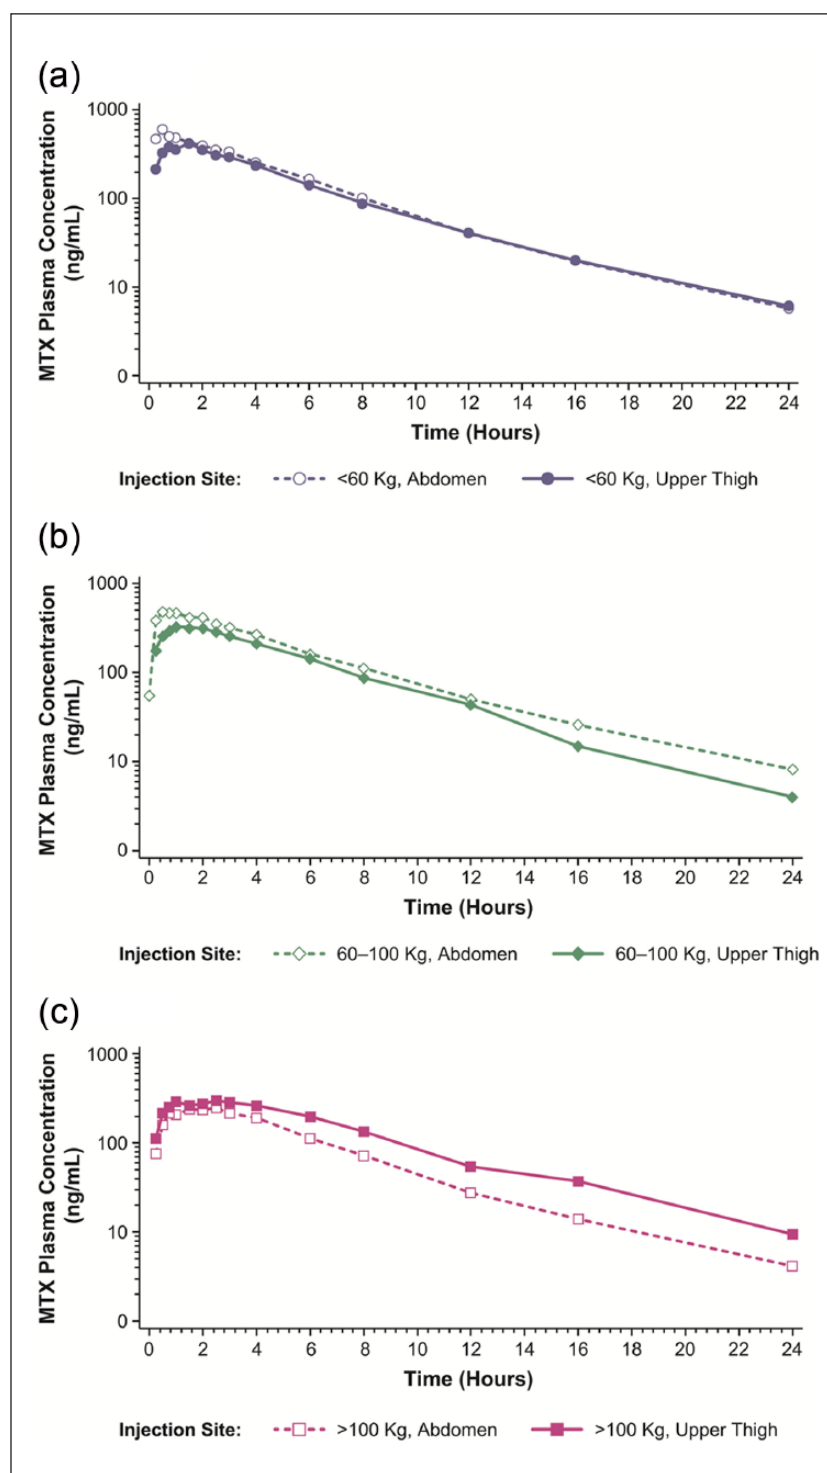 (a)
MTX Plasma Concentration
(ng/mL)
1000
100
10
0
0 2 4 6 8 10 12 14 16 18 20 22 24
Time (Hours)
Injection Site: <60 Kg, Abdomen <60 Kg, Upper Thigh
(b)
MTX Plasma Concentration
(ng/mL)
1000
100
10
0
0 2 4 6 8 10 12 14 16 18 20 22 24
Time (Hours)
Injection Site: 60–100 Kg, Abdomen 60–100 Kg, Upper Thigh
(c)
MTX Plasma Concentration
(ng/mL)
1000
100
10
0
0 2 4 6 8 10 12 14 16 18 20 22 24
Time (Hours)
Injection Site: >100 Kg, Abdomen >100 Kg, Upper Thigh